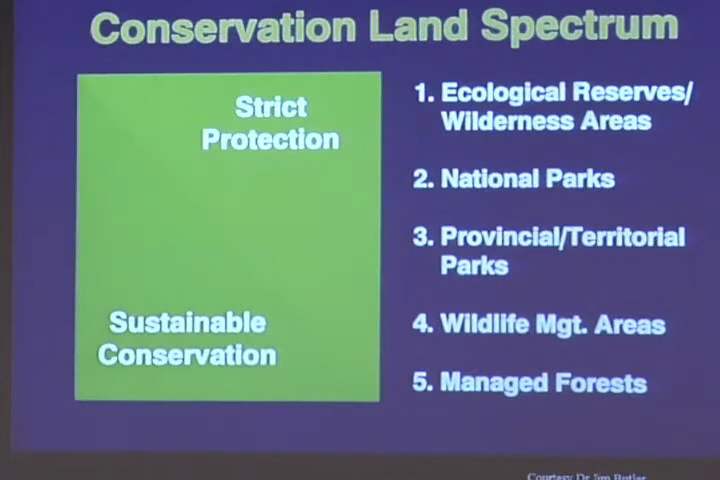 Conservation Land Spectrum
Strict
Protection
Sustainable
Conservation
1. Ecological Reserves/
Wilderness Areas
2. National Parks
3. Provincial/Territorial
Parks
4. Wildlife Mgt. Areas
5. Managed Forests
Courtesy Dr Jim Butler